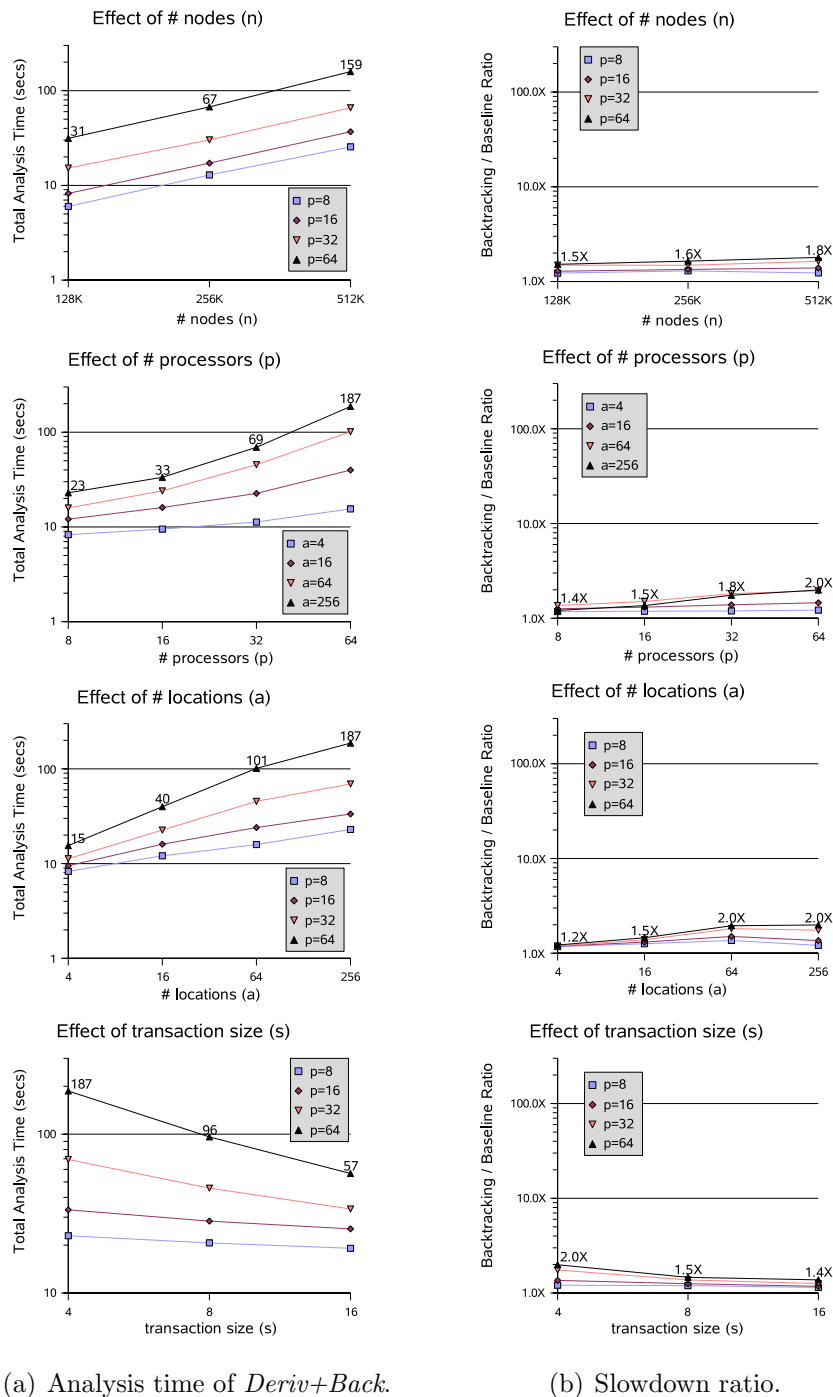 Effect of # nodes (n)
Total Analysis Time (secs)
100
10
1
31
67
159
p=8
p=16
p=32
p=64
128K
256K
512K
# nodes (n)
Effect of # nodes (n)
Backtracking / Baseline Ratio
100.0X
10.0X
1.0X
p=8
p=16
p=32
p=64
1.5X
1.6X
1.8X
128K
256K
512K
# nodes (n)
Effect of # processors (p)
Total Analysis Time (secs)
100
10
1
23
33
69
187
a=4
a=16
a=64
a=256
8
16
32
64
# processors (p)
Effect of # processors (p)
Backtracking / Baseline Ratio
100.0X
10.0X
1.0X
a=4
a=16
a=64
a=256
1.4X
1.5X
1.8X
2.0X
8
16
32
64
# processors (p)
Effect of # locations (a)
Total Analysis Time (secs)
100
10
1
15
40
101
187
p=8
p=16
p=32
p=64
4
16
64
256
# locations (a)
Effect of # locations (a)
Backtracking / Baseline Ratio
100.0X
10.0X
1.0X
p=8
p=16
p=32
p=64
1.2X
1.5X
2.0X
2.0X
4
16
64
256
# locations (a)
Effect of transaction size (s)
Total Analysis Time (secs)
100
10
187
96
57
p=8
p=16
p=32
p=64
4
8
16
transaction size (s)
Effect of transaction size (s)
Backtracking / Baseline Ratio
100.0X
10.0X
1.0X
p=8
p=16
p=32
p=64
2.0X
1.5X
1.4X
4
8
16
transaction size (s)
(a) Analysis time of Deriv+Back.
(b) Slowdown ratio.